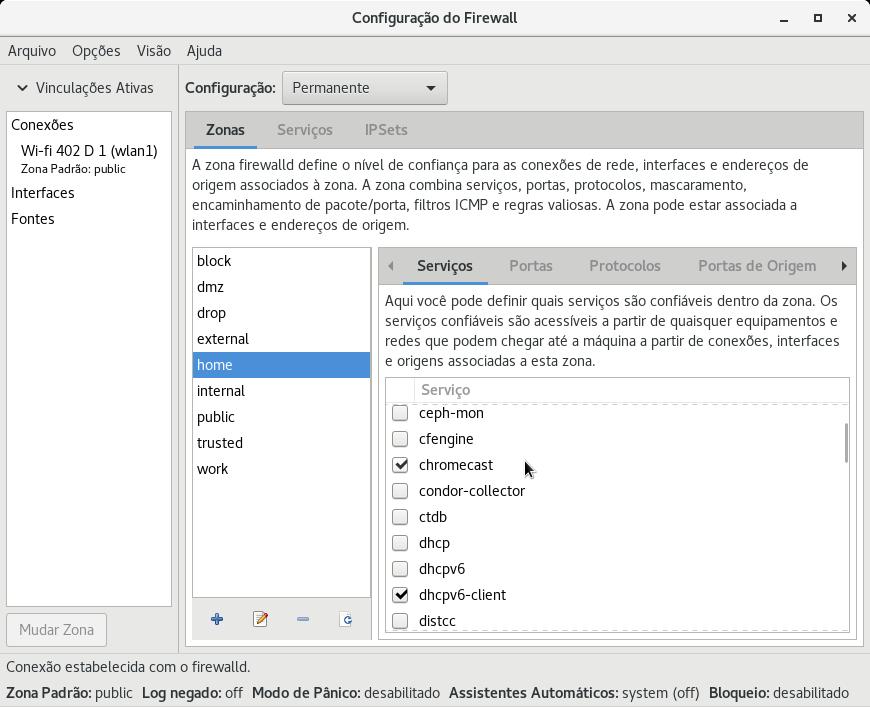 Configuração do Firewall
Arquivo Opções Visão Ajuda
Vinculações Ativas
Conexões
Wi-fi 402 D 1 (wlan1)
Zona Padrão: public
Interfaces
Fontes
Mudar Zona
Configuração: Permanente
Zonas Serviços IPSets
A zona firewalld define o nível de confiança para as conexões de rede, interfaces e endereços de
origem associados à zona. A zona combina serviços, portas, protocolos, mascaramento,
encaminhamento de pacote/porta, filtros ICMP e regras valiosas. A zona pode estar associada a
interfaces e endereços de origem.
block
dmz
drop
external
home
internal
public
trusted
work
Serviços Portas Protocolos Portas de Origem
Aqui você pode definir quais serviços são confiáveis dentro da zona. Os
serviços confiáveis são acessíveis a partir de quaisquer equipamentos e
redes que podem chegar até a máquina a partir de conexões, interfaces
e origens associadas a esta zona.
Serviço
ceph-mon
cfengine
chromecast
condor-collector
ctdb
dhcp
dhcpv6
dhcpv6-client
distcc
Conexão estabelecida com o firewalld.
Zona Padrão: public Log negado: off Modo de Pânico: desabilitado Assistentes Automáticos: system (off) Bloqueio: desabilitado